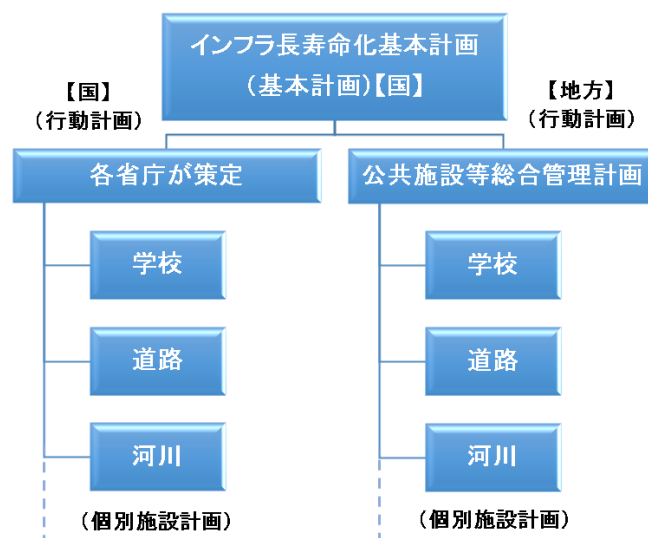 インフラ長寿命化基本計画
(基本計画)【国】
【国】
(行動計画)
【地方】
(行動計画)
各省庁が策定
公共施設等総合管理計画
学校
道路
河川
(個別施設計画)
学校
道路
河川
(個別施設計画)